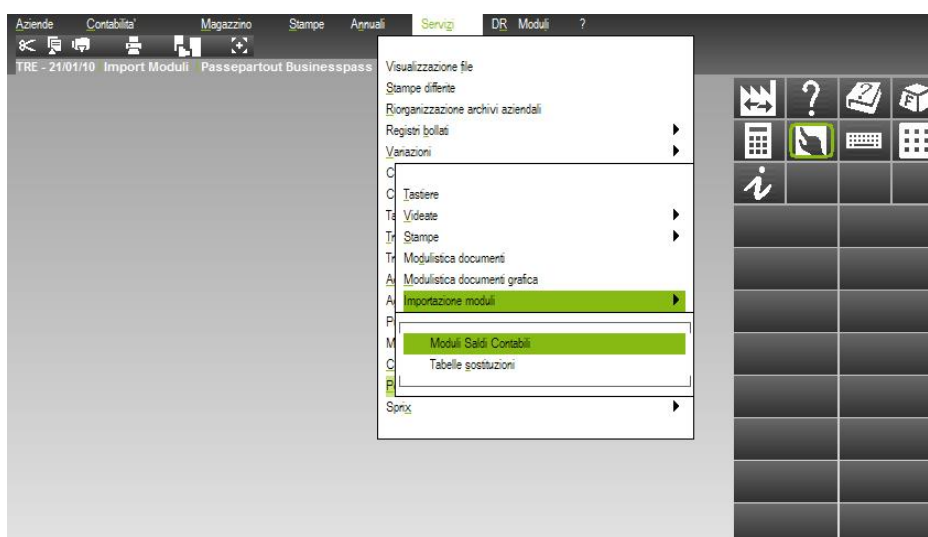 Aziende Contabilita' Magazzino Stampe Annuali Servizi DR Moduli ?
TRE - 21/01/10 Import Moduli Passepartout Businesspass
Visualizzazione file
Stampe differite
Riorganizzazione archivi aziendali
Registri bollati
Variazioni
Tastiere
Videate
Stampe
Modulistica documenti
Modulistica documenti grafica
Importazione moduli
Moduli Saldi Contabili
Tabelle sostituzioni
Sprix